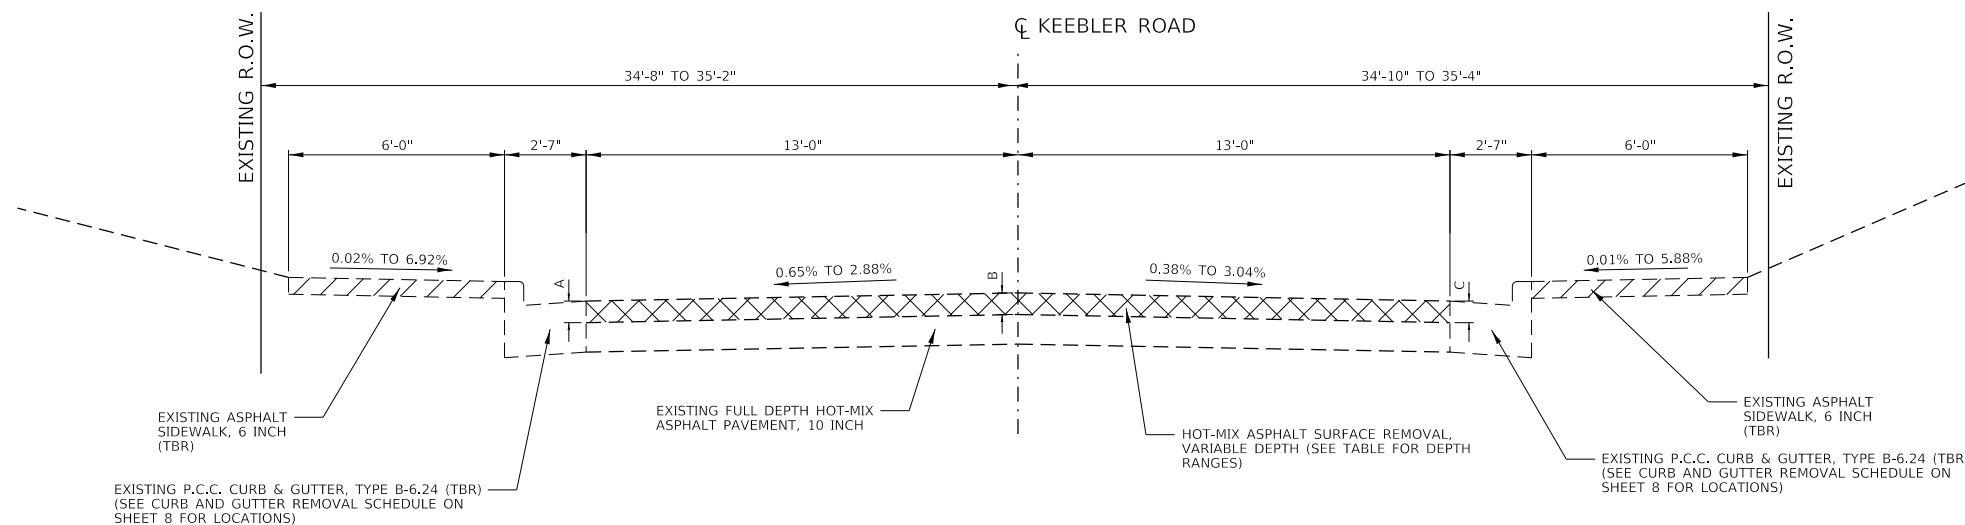 ℄ KEEBLER ROAD
EXISTING R.O.W.
EXISTING R.O.W.
34'-8" TO 35'-2"
34'-10" TO 35'-4"
6'-0"
2'-7"
13'-0"
13'-0"
2'-7"
6'-0"
0.02% TO 6.92%
A
0.65% TO 2.88%
B
0.38% TO 3.04%
C
0.01% TO 5.88%
EXISTING ASPHALT
SIDEWALK, 6 INCH
(TBR)
EXISTING P.C.C. CURB & GUTTER, TYPE B-6.24 (TBR)
(SEE CURB AND GUTTER REMOVAL SCHEDULE ON
SHEET 8 FOR LOCATIONS)
EXISTING FULL DEPTH HOT-MIX
ASPHALT PAVEMENT, 10 INCH
HOT-MIX ASPHALT SURFACE REMOVAL,
VARIABLE DEPTH (SEE TABLE FOR DEPTH
RANGES)
EXISTING ASPHALT
SIDEWALK, 6 INCH
(TBR)
EXISTING P.C.C. CURB & GUTTER, TYPE B-6.24 (TBR
(SEE CURB AND GUTTER REMOVAL SCHEDULE ON
SHEET 8 FOR LOCATIONS)